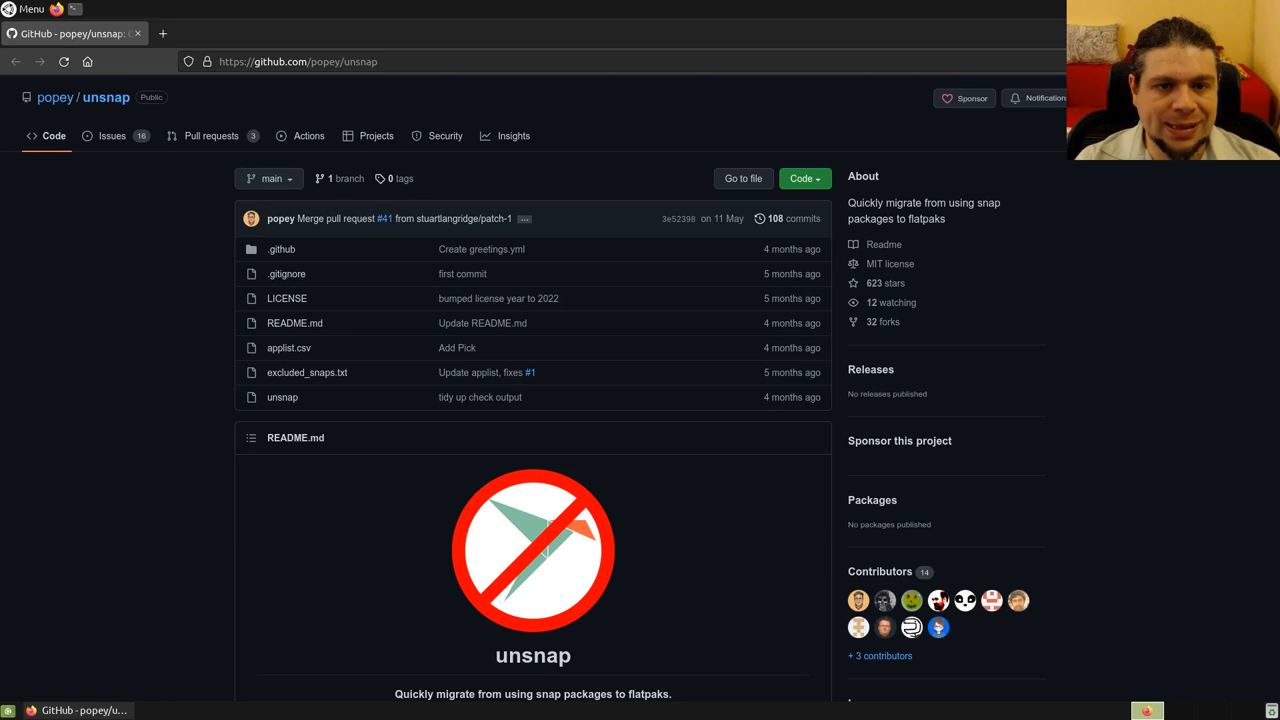 Menu
GitHub - popey/unsnap:
https://github.com/popey/unsnap
popey / unsnap Public
Sponsor
Notification
Code
Issues 16
Pull requests 3
Actions
Projects
Security
Insights
main
1 branch
0 tags
Go to file
Code
popey Merge pull request #41 from stuartlangridge/patch-1 ...
3e52398 on 11 May
108 commits
.github Create greetings.yml 4 months ago
.gitignore first commit 5 months ago
LICENSE bumped license year to 2022 5 months ago
README.md Update README.md 4 months ago
applist.csv Add Pick 4 months ago
excluded_snaps.txt Update applist, fixes #1 5 months ago
unsnap tidy up check output 4 months ago
README.md
unsnap
Quickly migrate from using snap packages to flatpaks.
About
Quickly migrate from using snap
packages to flatpaks
Readme
MIT license
623 stars
12 watching
32 forks
Releases
No releases published
Sponsor this project
Packages
No packages published
Contributors 14
+ 3 contributors
GitHub - popey/u...